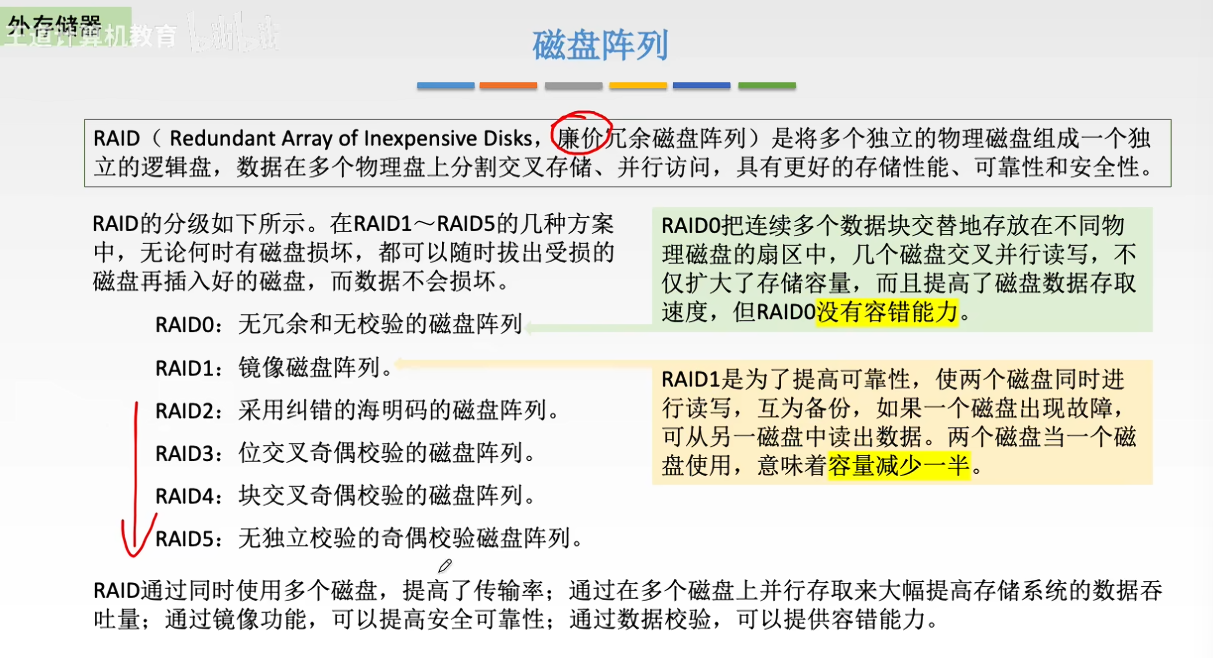 外存储器
王道计算机教育
磁盘阵列
RAID（ Redundant Array of Inexpensive Disks，廉价冗余磁盘阵列）是将多个独立的物理磁盘组成一个独
立的逻辑盘，数据在多个物理盘上分割交叉存储、并行访问，具有更好的存储性能、可靠性和安全性。
RAID的分级如下所示。在RAID1～RAID5的几种方案
中，无论何时有磁盘损坏，都可以随时拔出受损的
磁盘再插入好的磁盘，而数据不会损坏。
RAID0：无冗余和无校验的磁盘阵列
RAID1：镜像磁盘阵列。
RAID2：采用纠错的海明码的磁盘阵列。
RAID3：位交叉奇偶校验的磁盘阵列。
RAID4：块交叉奇偶校验的磁盘阵列。
RAID5：无独立校验的奇偶校验磁盘阵列。
RAID0把连续多个数据块交替地存放在不同物
理磁盘的扇区中，几个磁盘交叉并行读写，不
仅扩大了存储容量，而且提高了磁盘数据存取
速度，但RAID0没有容错能力。
RAID1是为了提高可靠性，使两个磁盘同时进
行读写，互为备份，如果一个磁盘出现故障，
可从另一磁盘中读出数据。两个磁盘当一个磁
盘使用，意味着容量减少一半。
RAID通过同时使用多个磁盘，提高了传输率；通过在多个磁盘上并行存取来大幅提高存储系统的数据吞
吐量；通过镜像功能，可以提高安全可靠性；通过数据校验，可以提供容错能力。